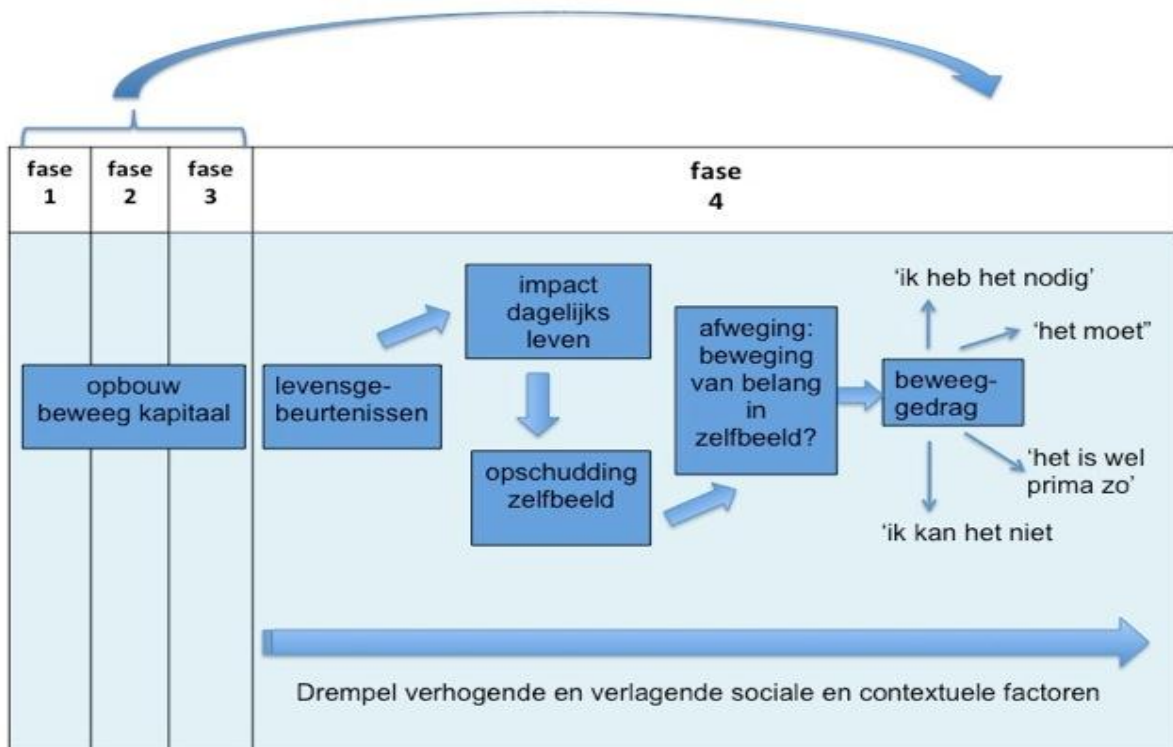 fase
1
fase
2
fase
3
fase
4
opbouw
beweeg kapitaal
levensge-
beurtenissen
impact
dagelijks
leven
opschudding
zelfbeeld
afweging:
beweging
van belang
in
zelfbeeld?
beweeg-
gedrag
‘ik heb het nodig’
‘het moet”
‘het is wel
prima zo’
‘ik kan het niet
Drempel verhogende en verlagende sociale en contextuele factoren